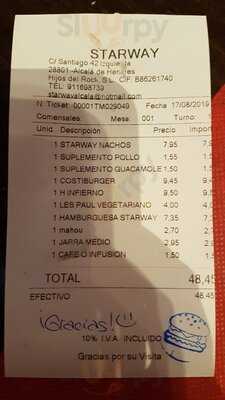 STARWAY
C/ Santiago 42 Izquierda
28801-Alcalá de Henares
Hijos del Rock, S.L. C/F. B86261740
TEL: 911698739
starwayalcala@hotmail.com
N. Ticket: 00001TM029049 Fecha 17/08/2019
Comensales: Mesa: 001 Turno:
Unid Descripción Precio Import
1 STARWAY NACHOS 7,95
1 SUPLEMENTO POLLO 1,55
1 SUPLEMENTO GUACAMOLE 1,50
1 COSTIBURGER 9,45
1 H INFIERNO 9,50
1 LES PAUL VEGETARIANO 4,00
1 HAMBURGUESA STARWAY 7,35
1 mahou 2,70
1 JARRA MEDIO 2,95
1 CAFE O INFUSION 1,50
TOTAL 48,45
EFECTIVO 48,45
¡Gracias!
10% I.V.A. INCLUIDO
Gracias por su Visita